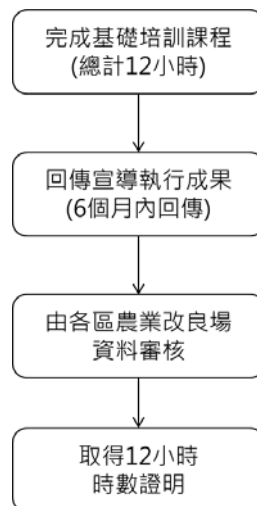 完成基礎培訓課程
(總計12小時)
回傳宣導執行成果
(6個月內回傳)
由各區農業改良場
資料審核
取得12小時
時數證明